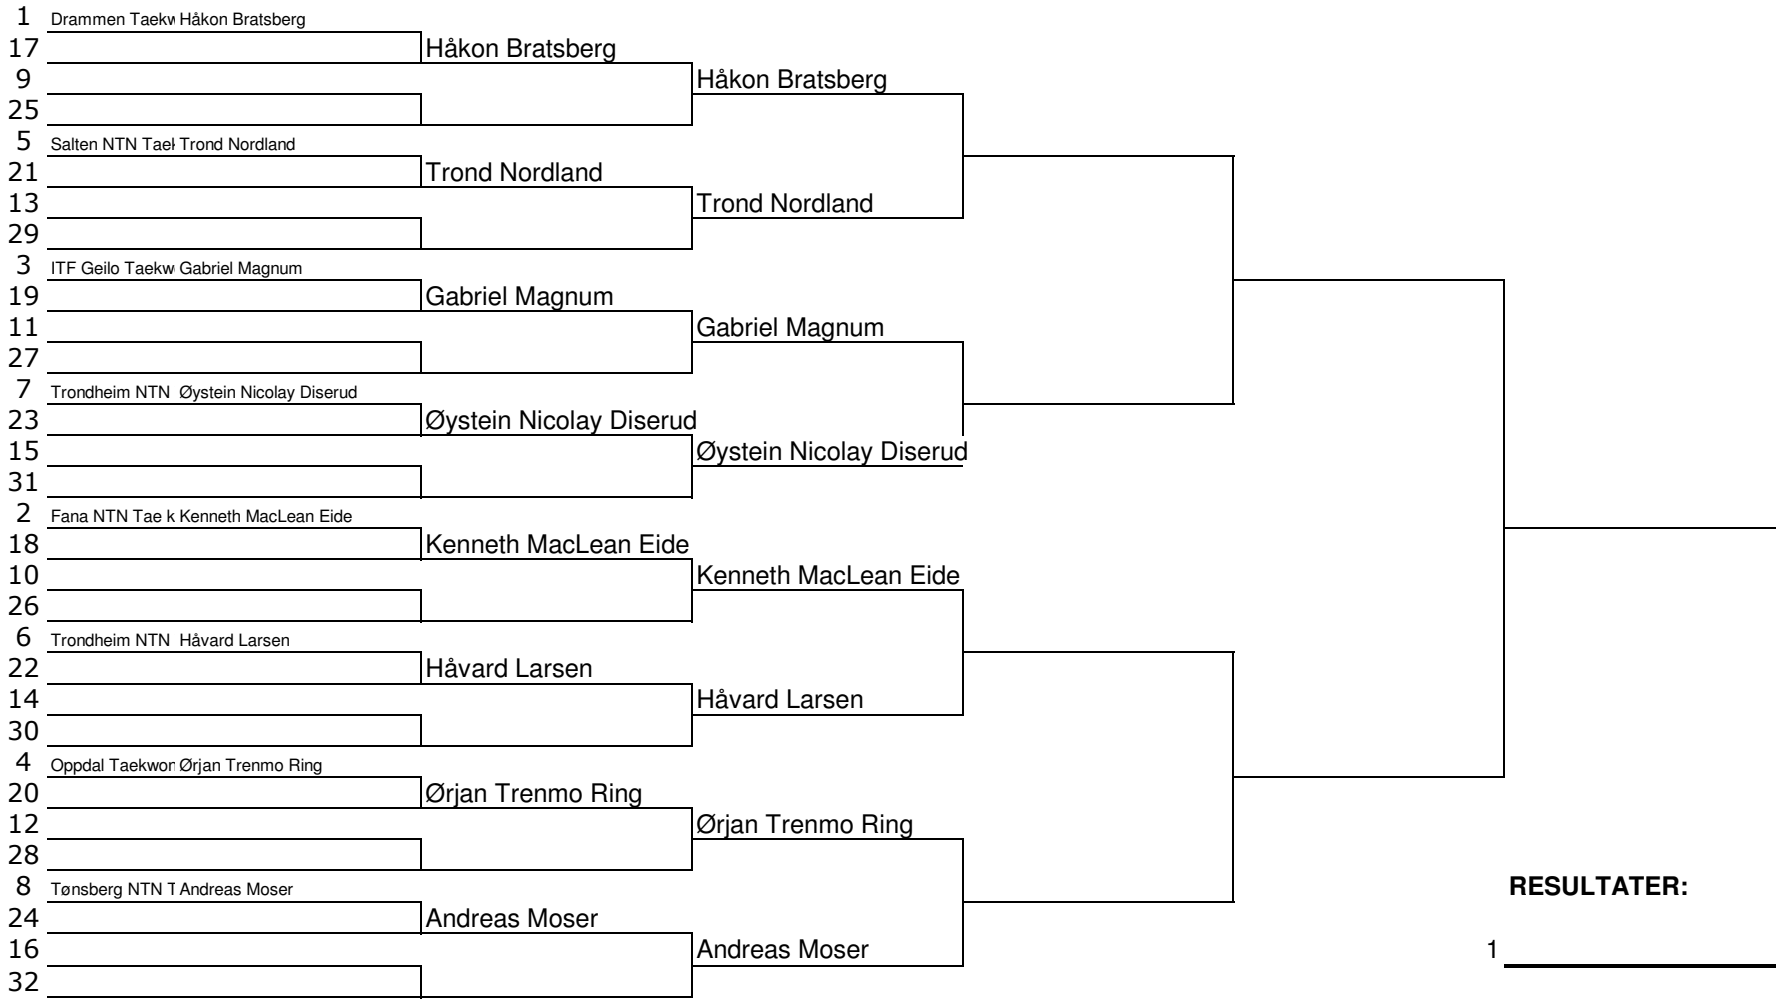 1 Drammen Taekw Håkon Bratsberg
17 Håkon Bratsberg
9 Håkon Bratsberg
25
5 Salten NTN Taek Trond Nordland
21 Trond Nordland
13 Trond Nordland
29
3 ITF Geilo Taekw Gabriel Magnum
19 Gabriel Magnum
11 Gabriel Magnum
27
7 Trondheim NTN Øystein Nicolay Diserud
23 Øystein Nicolay Diserud
15 Øystein Nicolay Diserud
31
2 Fana NTN Tae k Kenneth MacLean Eide
18 Kenneth MacLean Eide
10 Kenneth MacLean Eide
26
6 Trondheim NTN Håvard Larsen
22 Håvard Larsen
14 Håvard Larsen
30
4 Oppdal Taekwon Ørjan Trenmo Ring
20 Ørjan Trenmo Ring
12 Ørjan Trenmo Ring
28
8 Tønsberg NTN T Andreas Moser
RESULTATER:
24 Andreas Moser
16 Andreas Moser
1
32